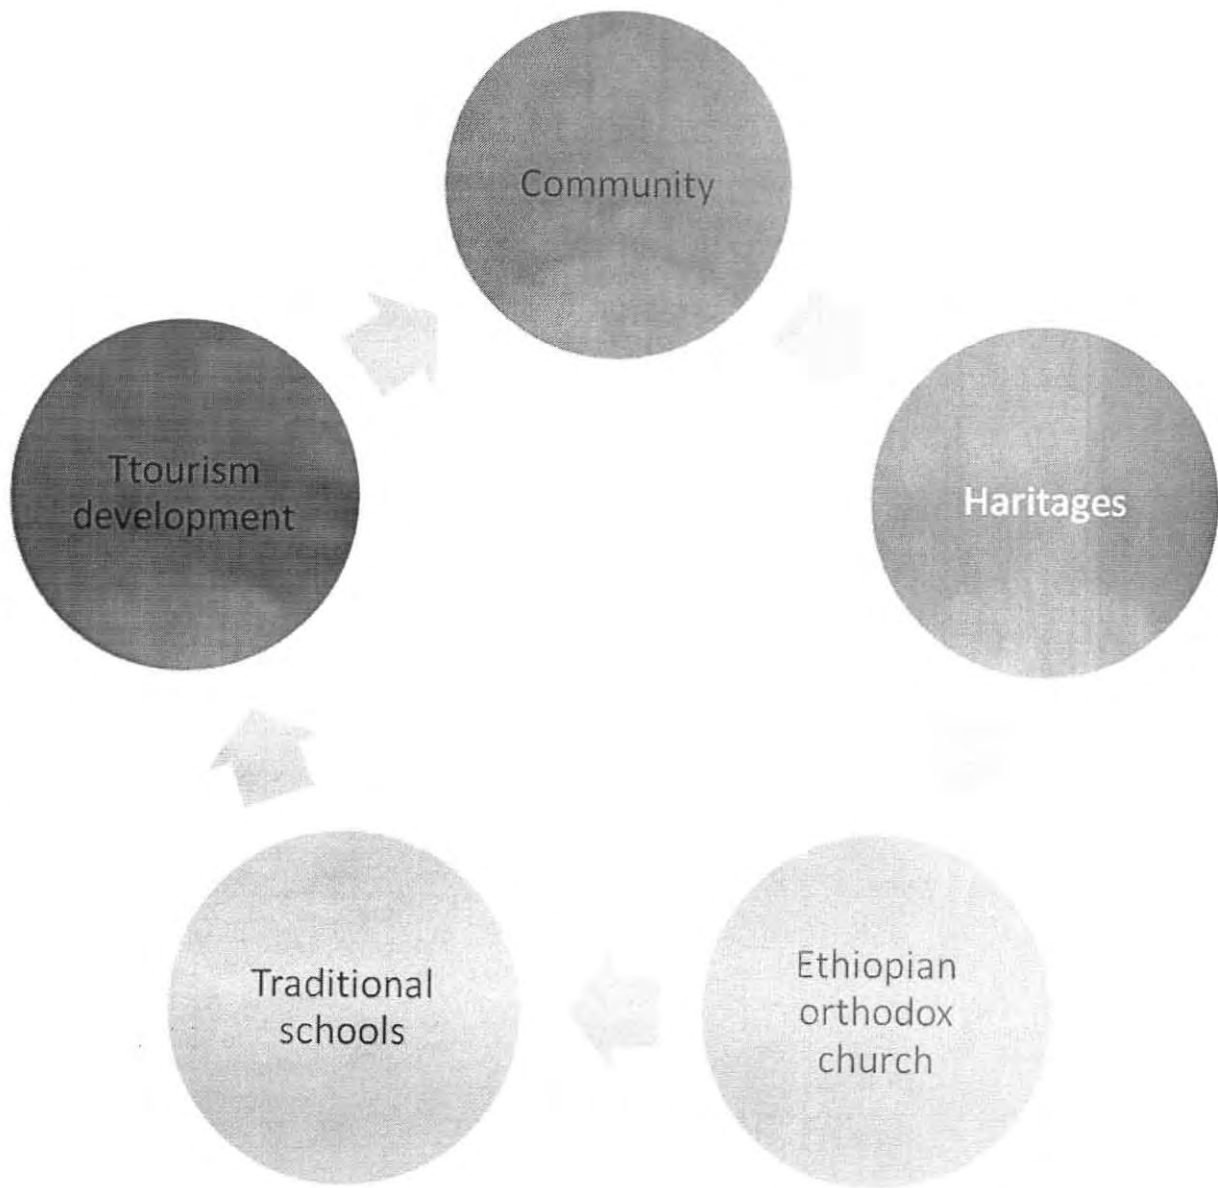 Community
Haritages
Ethiopian
orthodox
church
Traditional
schools
Ttourism
development